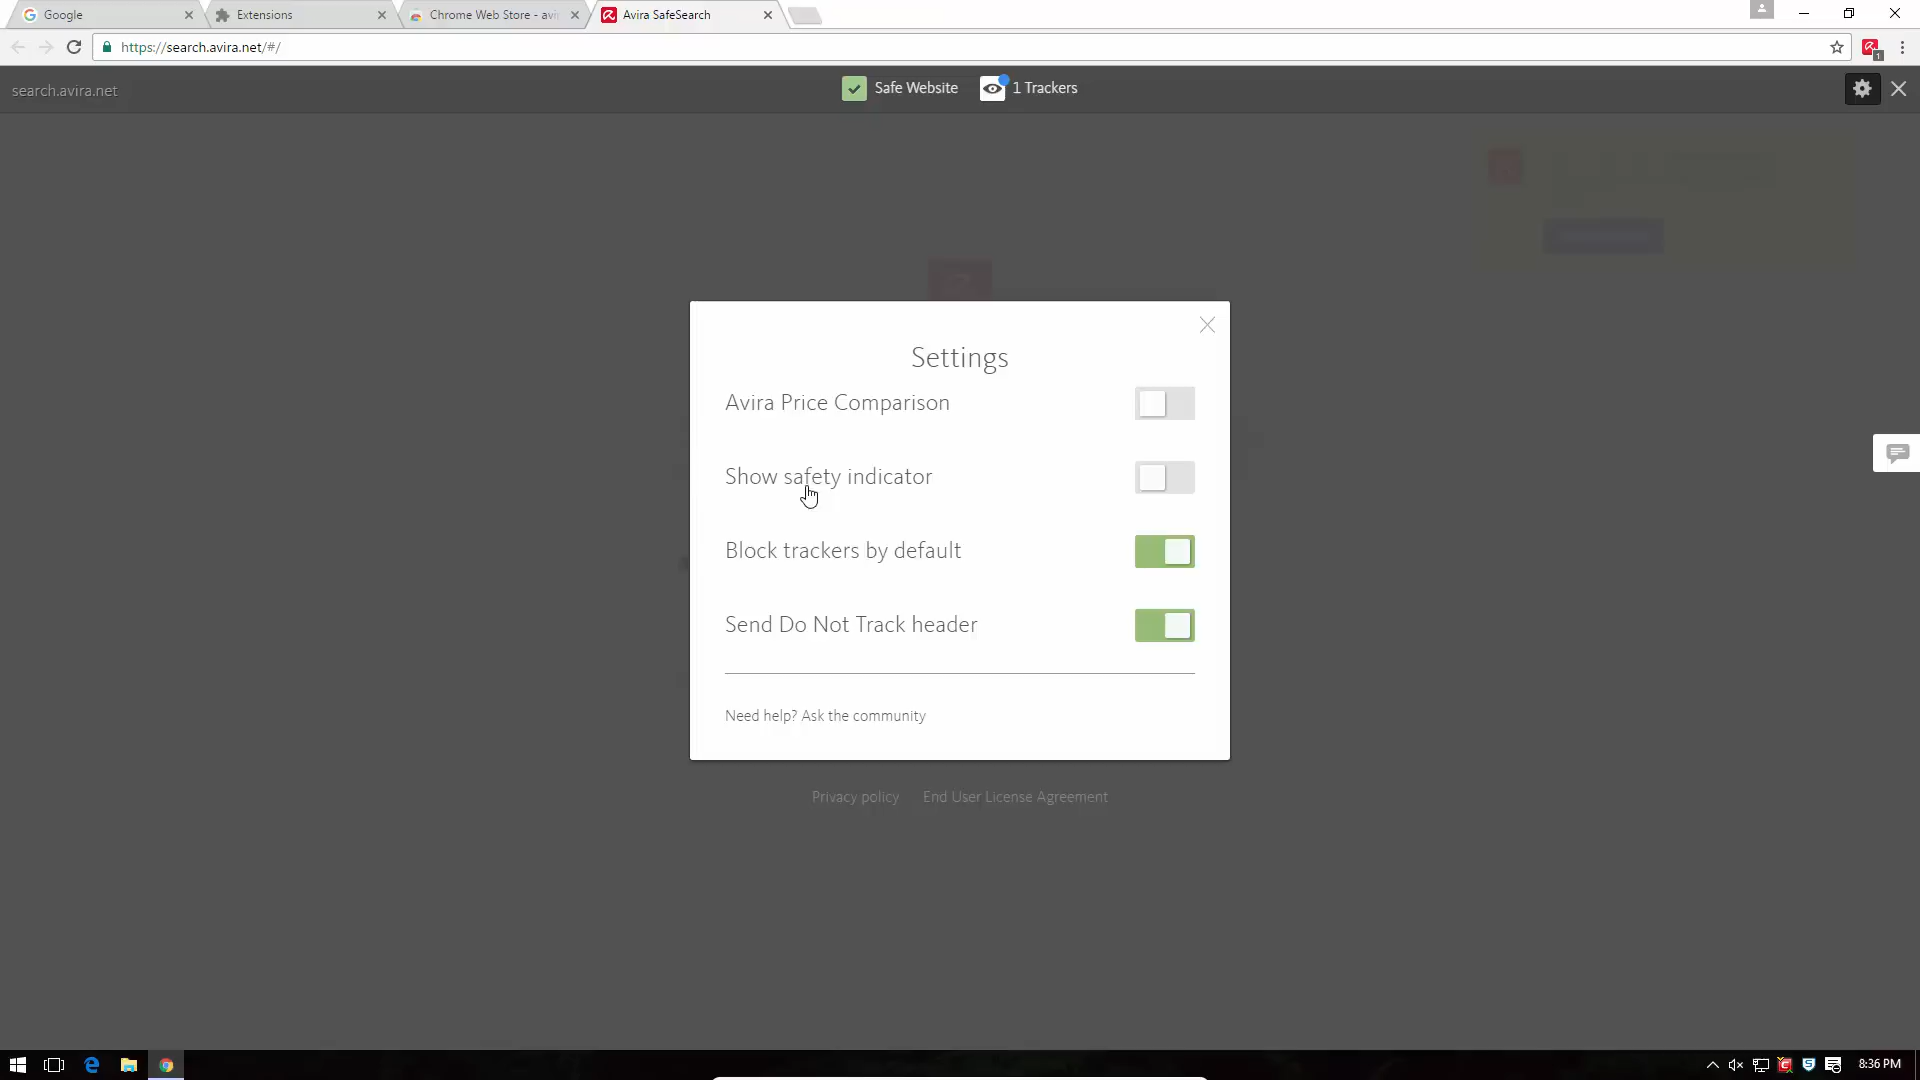 Google
Extensions
Chrome Web Store - avi
Avira SafeSearch
https://search.avira.net/#/
1
search.avira.net
Safe Website
1 Trackers
Settings
Avira Price Comparison
Show safety indicator
Block trackers by default
Send Do Not Track header
Need help? Ask the community
Privacy policy
End User License Agreement
8:36 PM